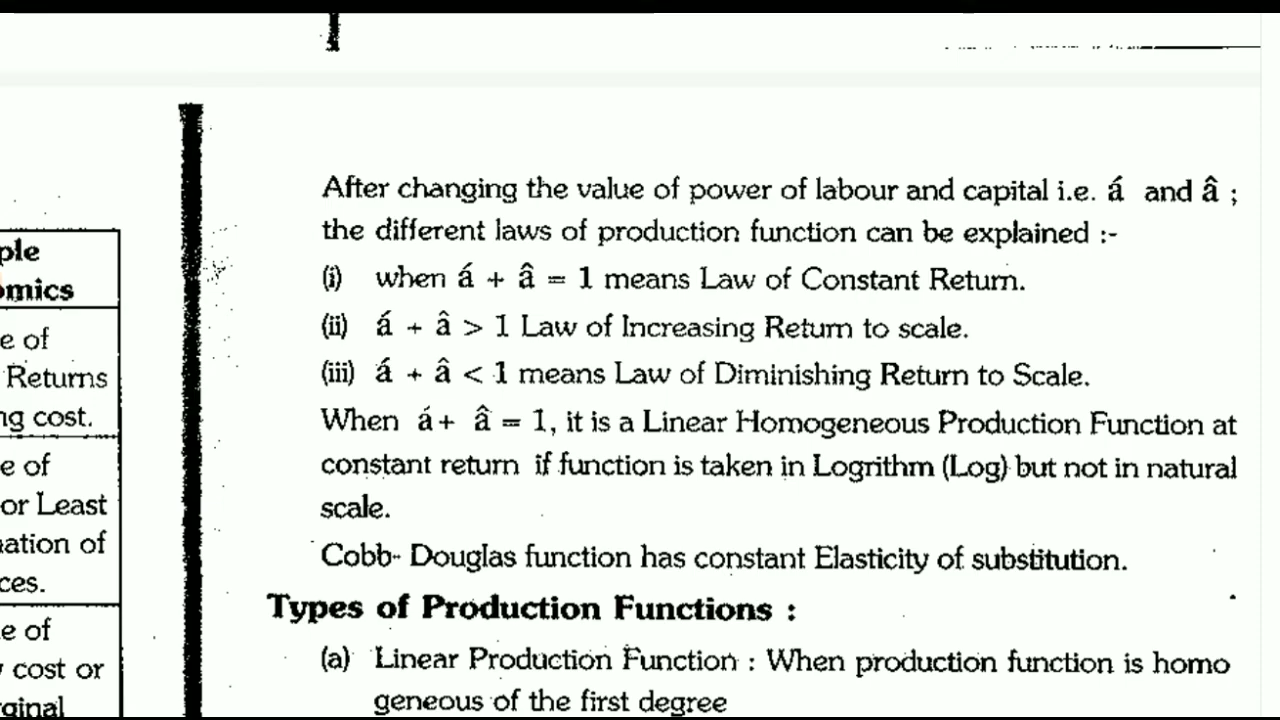 ple
omics
e of
Returns
ng cost.
e of
or Least
nation of
ces.
e of
cost or
rginal
After changing the value of power of labour and capital i.e. á and â ;
the different laws of production function can be explained :-
(i) when á + â = 1 means Law of Constant Return.
(ii) á + â > 1 Law of Increasing Return to scale.
(iii) á + â < 1 means Law of Diminishing Return to Scale.
When á+ â = 1, it is a Linear Homogeneous Production Function at
constant return if function is taken in Logrithm (Log) but not in natural
scale.
Cobb- Douglas function has constant Elasticity of substitution.
Types of Production Functions :
(a) Linear Production Function : When production function is homo
geneous of the first degree